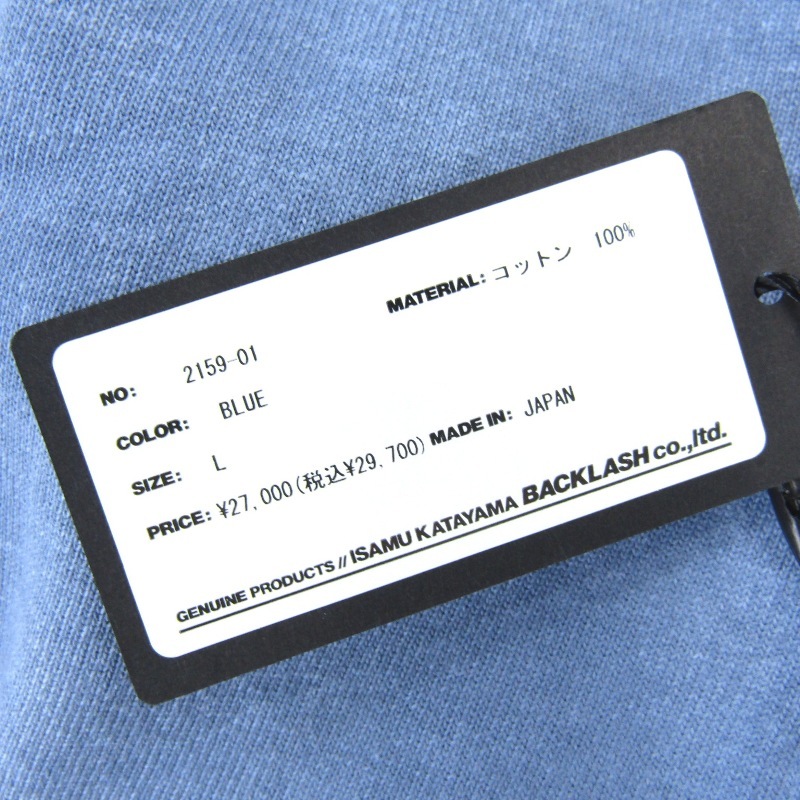 MATERIAL: コットン 100%
NO: 2159-01
COLOR: BLUE
SIZE: L
PRICE: ¥27,000(税込¥29,700) MADE IN: JAPAN
GENUINE PRODUCTS // ISAMU KATAYAMA BACKLASH co.,ltd.